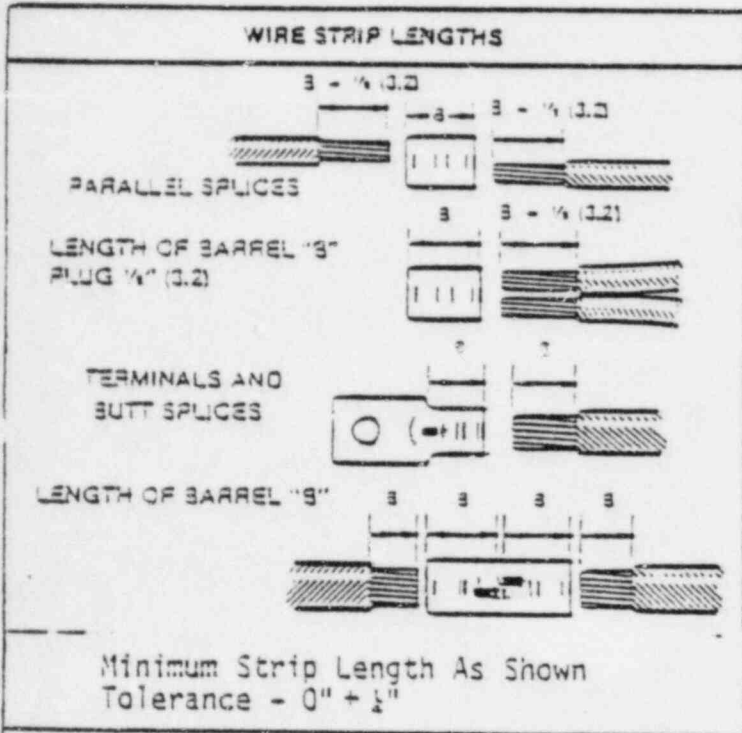 WIRE STRIP LENGTHS
B - ⅛ (3.2)
B
B - ⅛ (3.2)
PARALLEL SPLICES
B
B - ⅛ (3.2)
LENGTH OF BARREL "B"
PLUG ⅛" (3.2)
TERMINALS AND
BUTT SPLICES
LENGTH OF BARREL "B"
B
B
B
B
Minimum Strip Length As Shown
Tolerance - 0" +